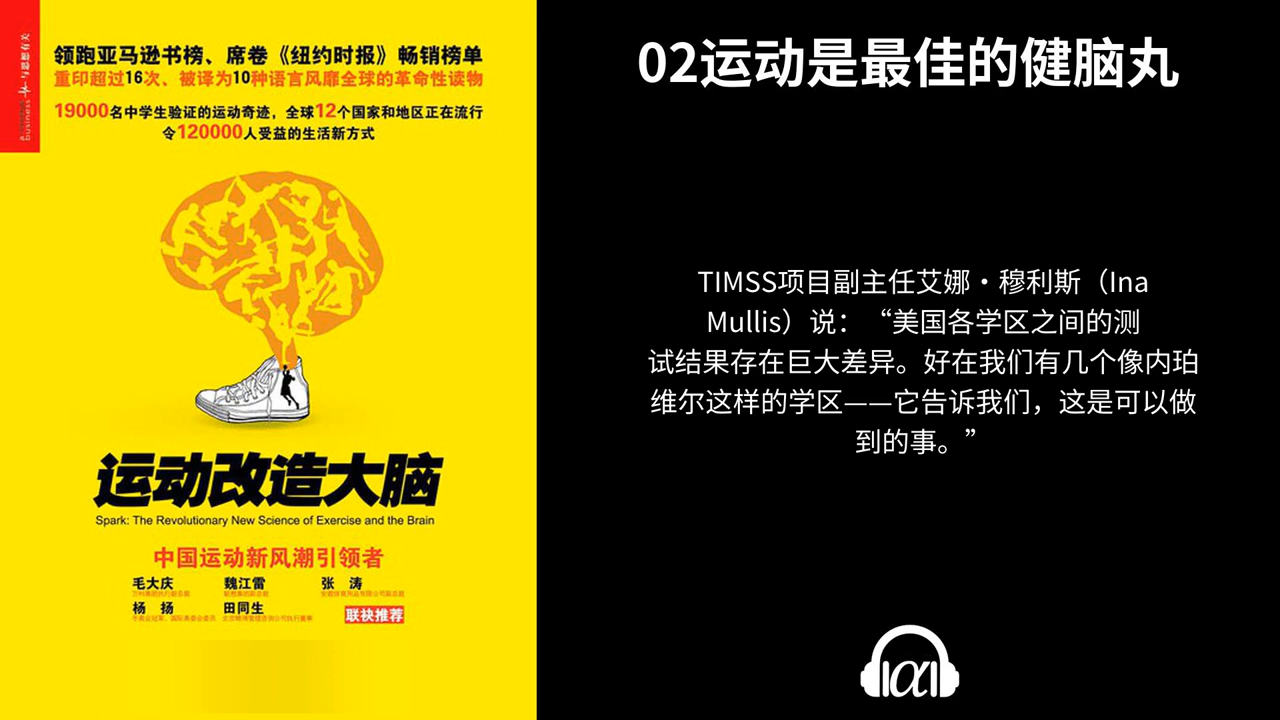 与思想有关
business
领跑亚马逊书榜、席卷《纽约时报》畅销榜单
重印超过16次、被译为10种语言风靡全球的革命性读物
19000名中学生验证的运动奇迹，全球12个国家和地区正在流行
令120000人受益的生活新方式
运动改造大脑
Spark: The Revolutionary New Science of Exercise and the Brain
中国运动新风潮引领者
毛大庆 魏江雷 张 涛
杨 扬 田同生
联袂推荐
02运动是最佳的健脑丸
TIMSS项目副主任艾娜·穆利斯（Ina
Mullis）说：“美国各学区之间的测
试结果存在巨大差异。好在我们有几个像内珀
维尔这样的学区——它告诉我们，这是可以做
到的事。”